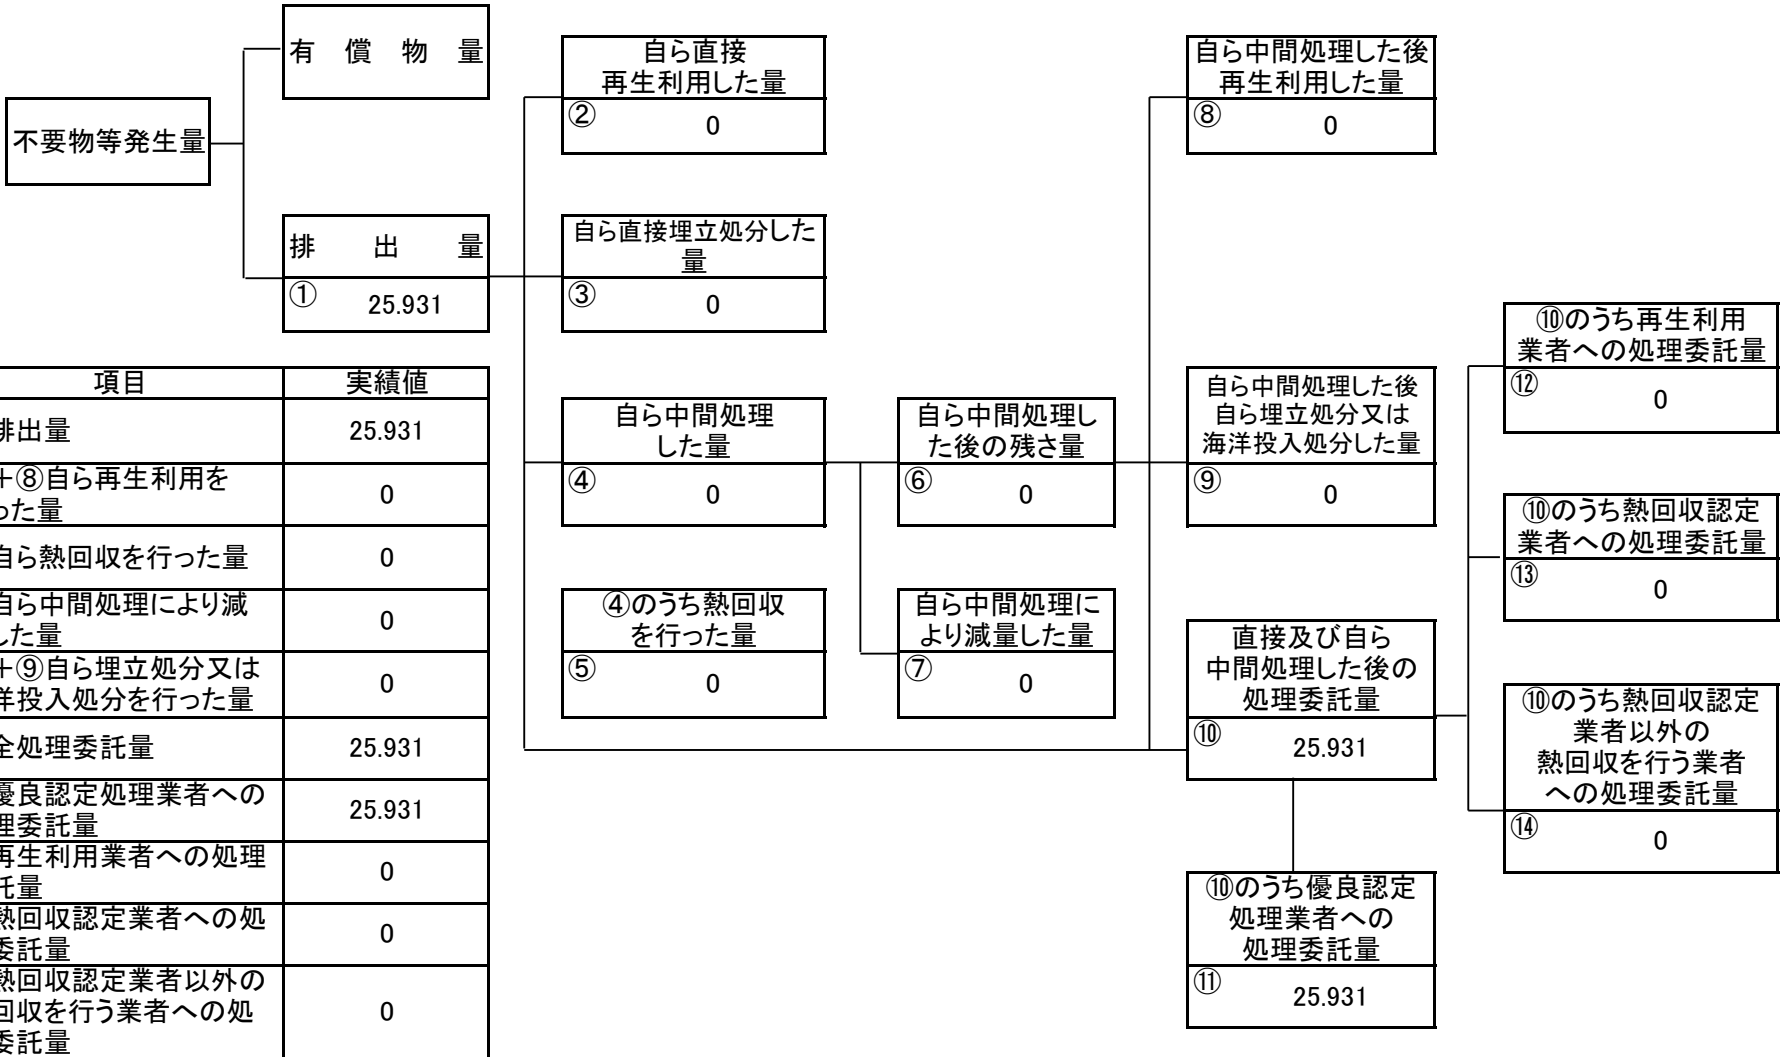 有償物量
不要物等発生量
排出量
①
25.931
自ら直接
再生利用した量
②
0
自ら直接埋立処分した
量
③
0
自ら中間処理
した量
④
0
④のうち熱回収
を行った量
⑤
0
自ら中間処理し
た後の残さ量
⑥
0
自ら中間処理に
より減量した量
⑦
0
自ら中間処理した後
再生利用した量
⑧
0
自ら中間処理した後
自ら埋立処分又は
海洋投入処分した量
⑨
0
直接及び自ら
中間処理した後の
処理委託量
⑩
25.931
⑩のうち優良認定
処理業者への
処理委託量
⑪
25.931
⑩のうち再生利用
業者への処理委託量
⑫
0
⑩のうち熱回収認定
業者への処理委託量
⑬
0
⑩のうち熱回収認定
業者以外の
熱回収を行う業者
への処理委託量
⑭
0
項目 実績値
排出量 25.931
+⑧自ら再生利用を
った量
0
自ら熱回収を行った量 0
自ら中間処理により減
した量
0
+⑨自ら埋立処分又は
洋投入処分を行った量
0
全処理委託量 25.931
優良認定処理業者への
理委託量
25.931
再生利用業者への処理
託量
0
熱回収認定業者への処
委託量
0
熱回収認定業者以外の
回収を行う業者への処
委託量
0